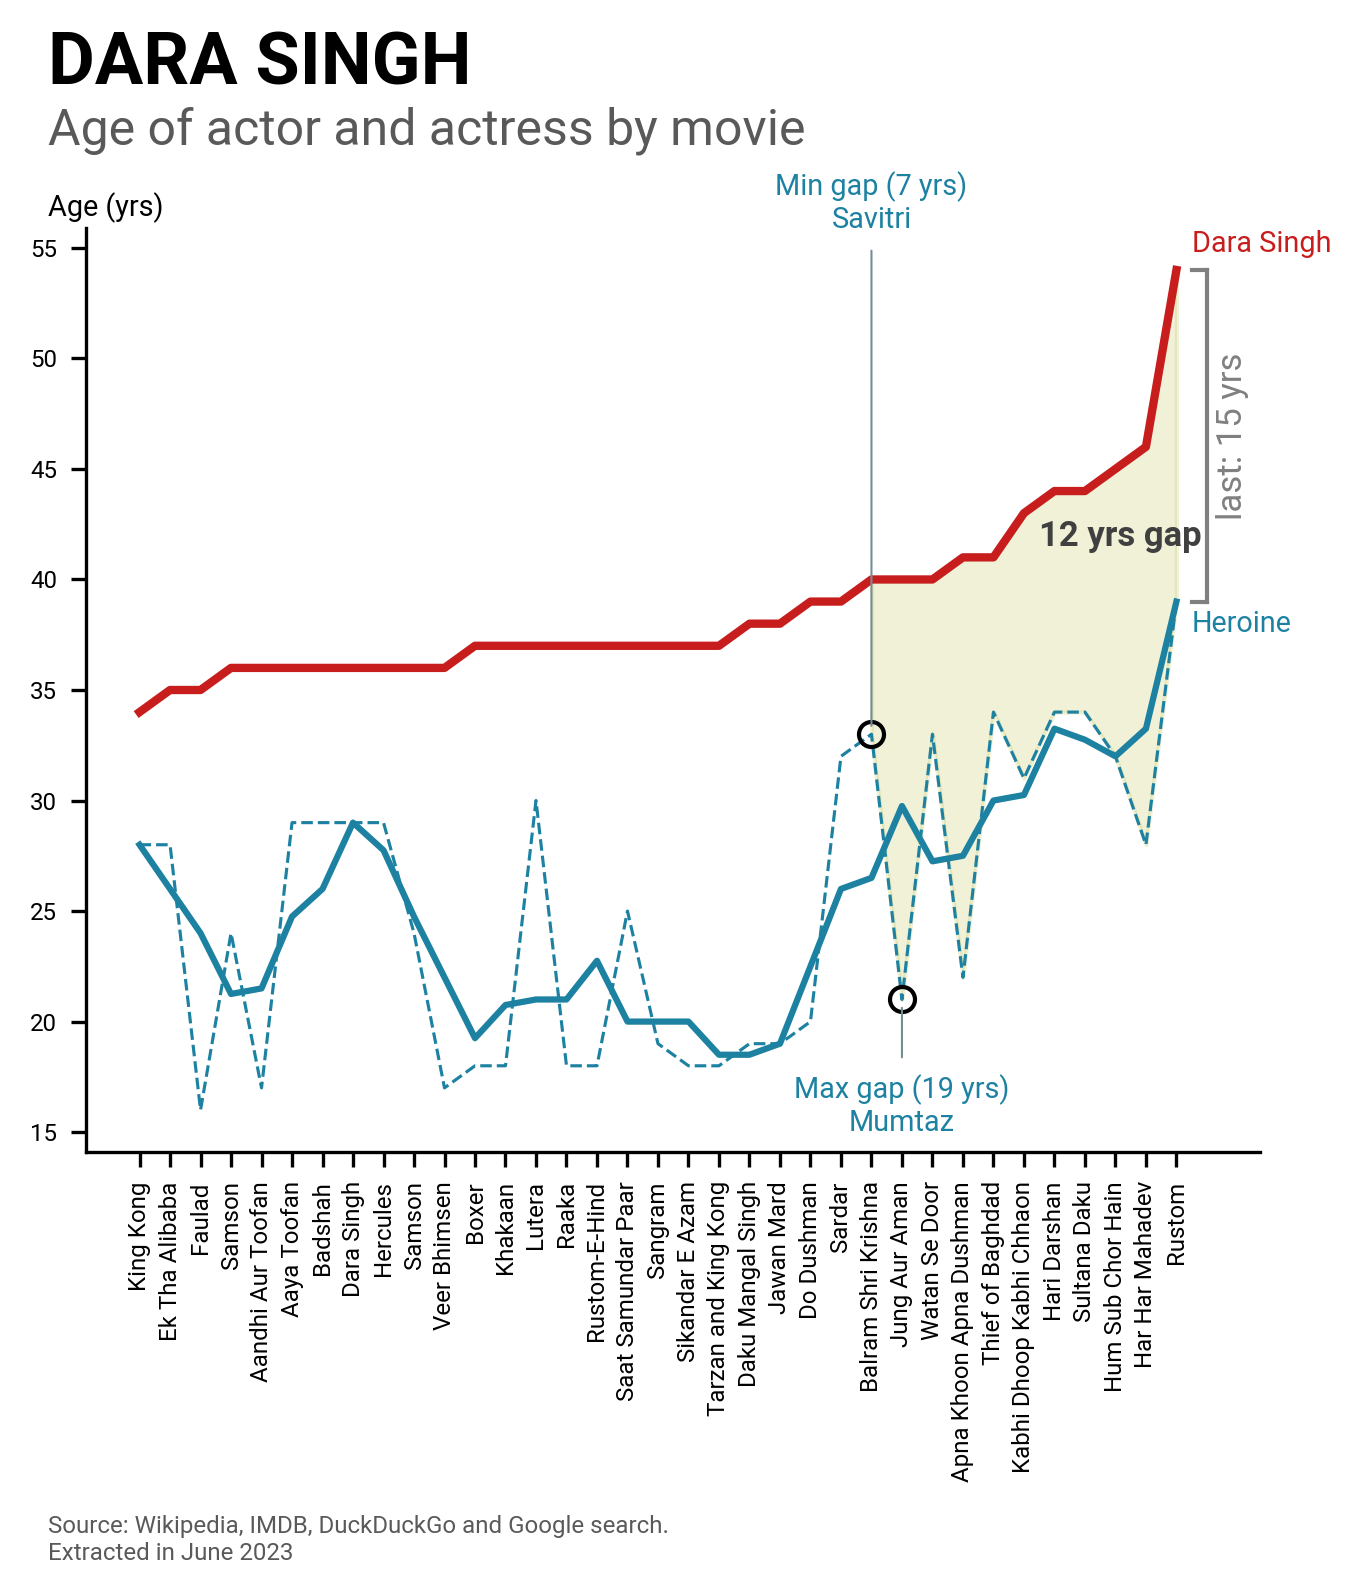 DARA SINGH
Age of actor and actress by movie
Min gap (7 yrs)
Savitri
Age (yrs)
Dara Singh
55
50
45
40
35
30
25
20
15
last: 15 yrs
12 yrs gap
Heroine
Max gap (19 yrs)
Mumtaz
King Kong
Ek Tha Alibaba
Faulad
Samson
Aandhi Aur Toofan
Aaya Toofan
Badshah
Dara Singh
Hercules
Samson
Veer Bhimsen
Boxer
Khakaan
Lutera
Raaka
Rustom-E-Hind
Saat Samundar Paar
Sangram
Sikandar E Azam
Tarzan and King Kong
Daku Mangal Singh
Jawan Mard
Do Dushman
Sardar
Balram Shri Krishna
Jung Aur Aman
Watan Se Door
Apna Khoon Apna Dushman
Thief of Baghdad
Kabhi Dhoop Kabhi Chhaon
Hari Darshan
Sultana Daku
Hum Sub Chor Hain
Har Har Mahadev
Rustom
Source: Wikipedia, IMDB, DuckDuckGo and Google search.
Extracted in June 2023